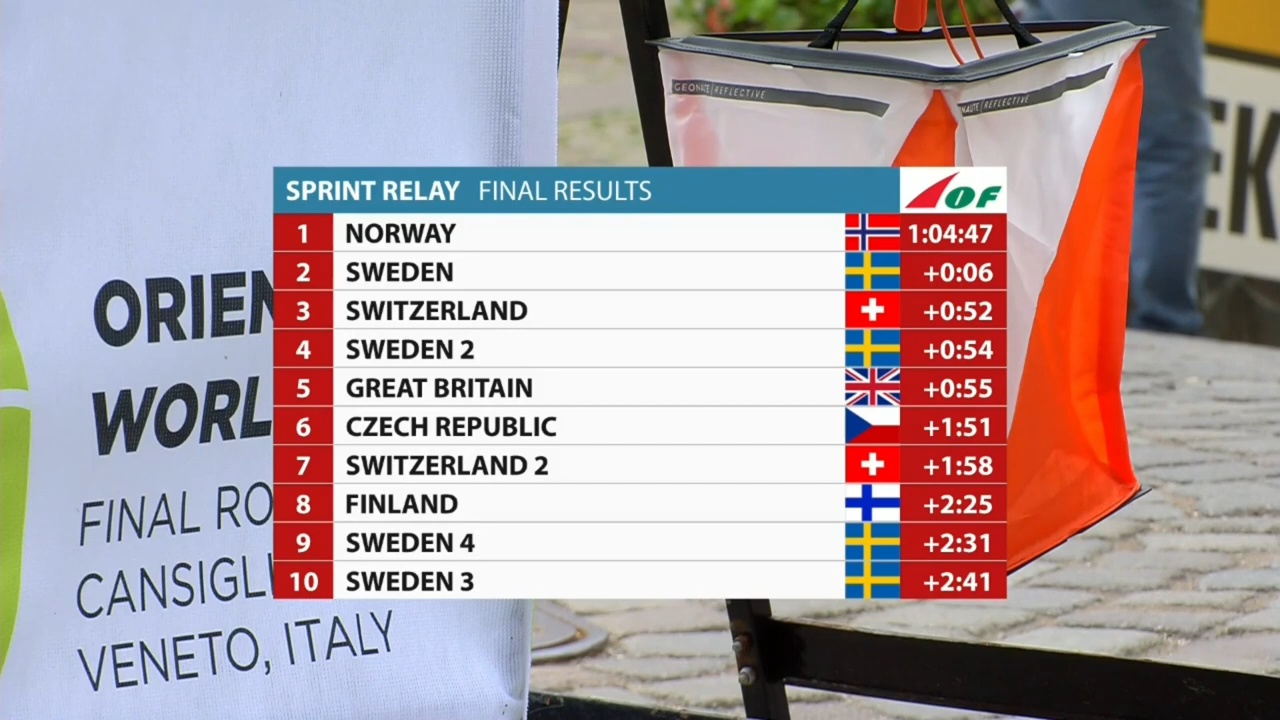 GEONAUTE | REFLECTIVE
NAUTE | REFLECTIVE
EK
SPRINT RELAY FINAL RESULTS
IOF
1 NORWAY 1:04:47
2 SWEDEN +0:06
3 SWITZERLAND +0:52
4 SWEDEN 2 +0:54
5 GREAT BRITAIN +0:55
6 CZECH REPUBLIC +1:51
7 SWITZERLAND 2 +1:58
8 FINLAND +2:25
9 SWEDEN 4 +2:31
10 SWEDEN 3 +2:41
ORIEN
WORL
FINAL RO
CANSIGLI
VENETO, ITALY